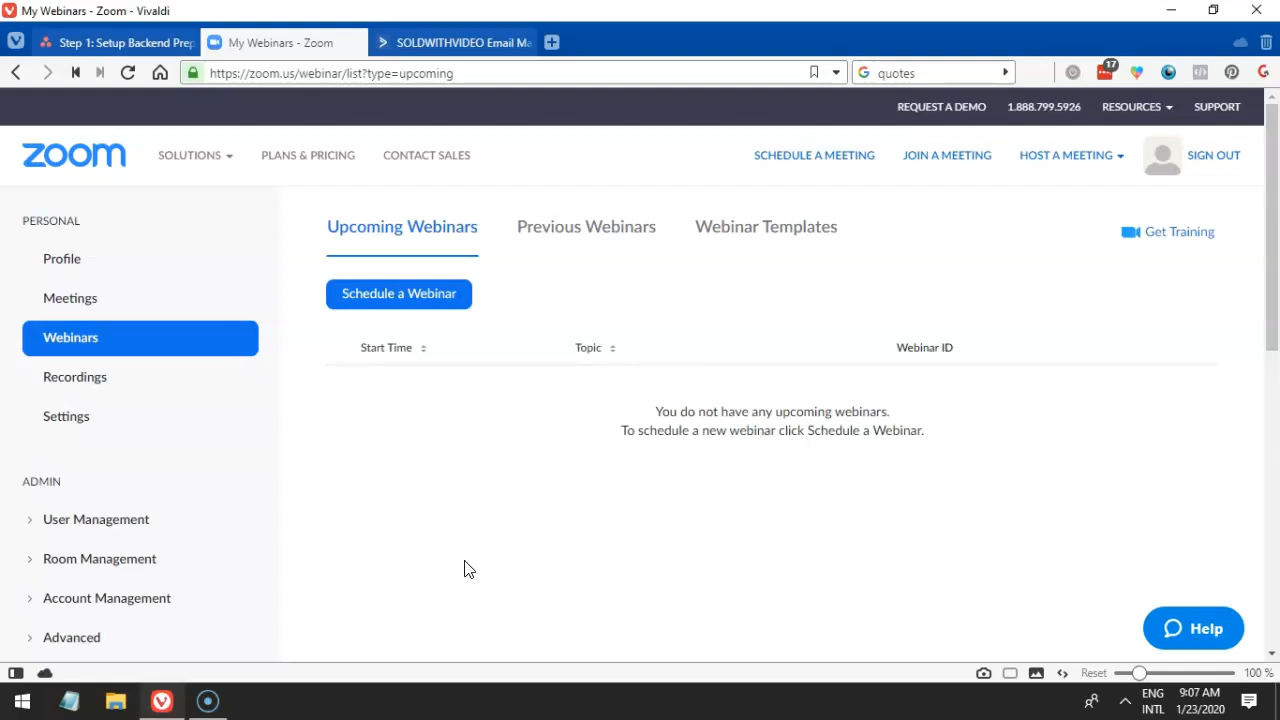 My Webinars - Zoom - Vivaldi
Step 1: Setup Backend Prep
My Webinars - Zoom
SOLDWITHVIDEO Email Ma
https://zoom.us/webinar/list?type=upcoming
quotes
17
REQUEST A DEMO 1.888.799.5926 RESOURCES SUPPORT
zoom SOLUTIONS PLANS & PRICING CONTACT SALES SCHEDULE A MEETING JOIN A MEETING HOST A MEETING SIGN OUT
PERSONAL
Profile
Meetings
Webinars
Recordings
Settings
ADMIN
User Management
Room Management
Account Management
Advanced
Upcoming Webinars Previous Webinars Webinar Templates
Get Training
Schedule a Webinar
Start Time Topic Webinar ID
You do not have any upcoming webinars.
To schedule a new webinar click Schedule a Webinar.
Help
Reset 100 %
ENG
INTL
9:07 AM
1/23/2020